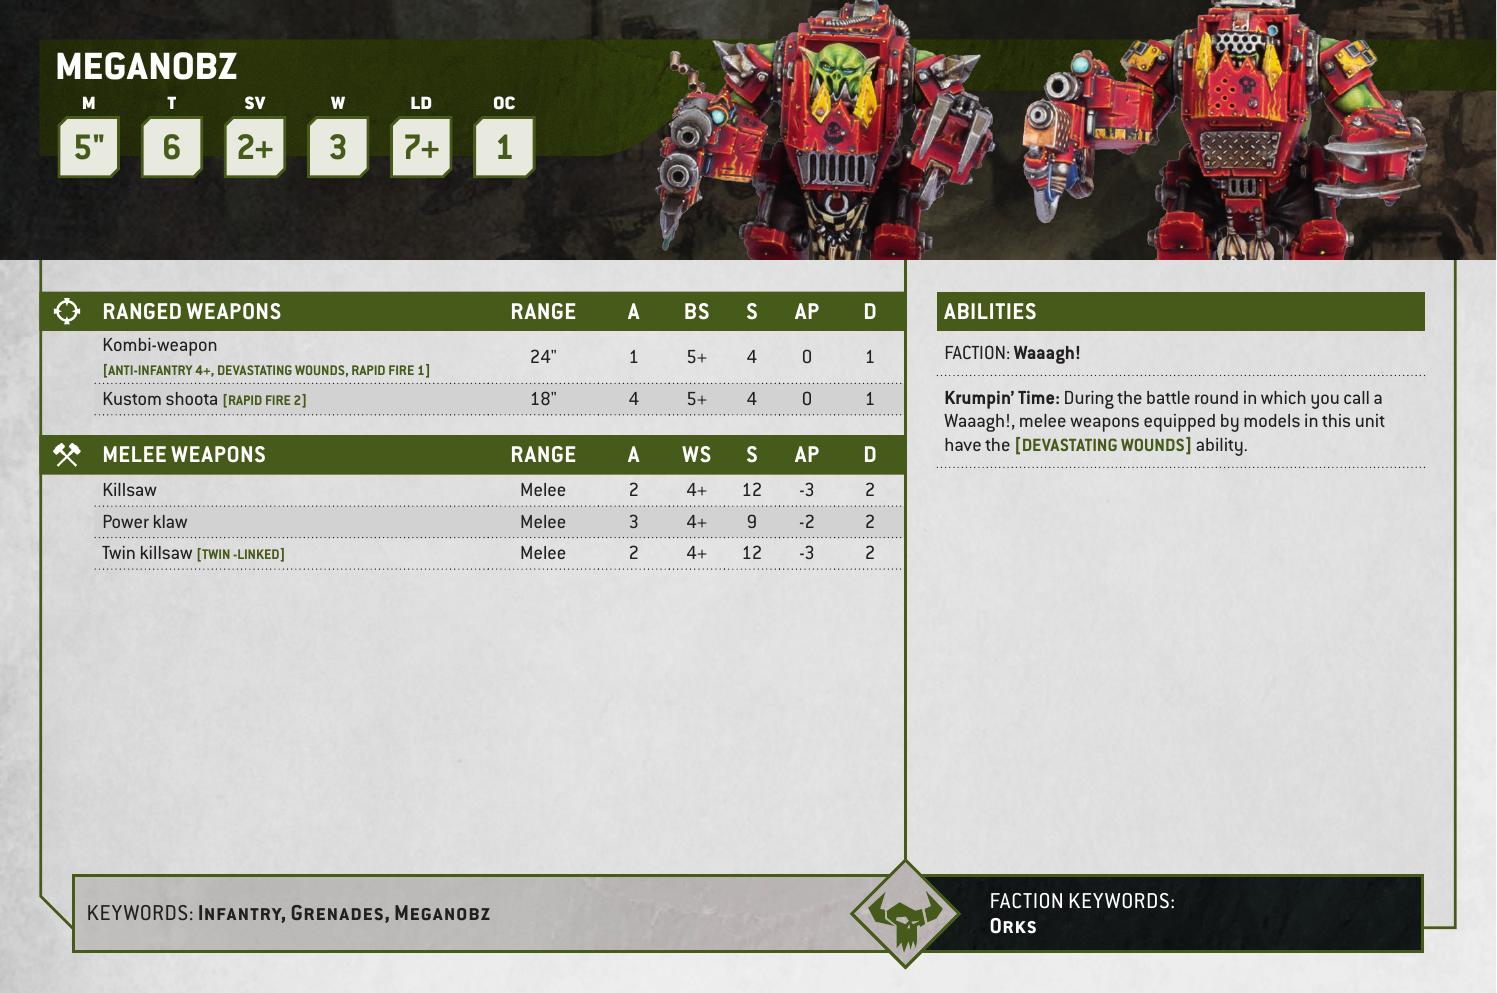 MEGANOBZ
M T SV W LD OC
5" 6 2+ 3 7+ 1
RANGED WEAPONS RANGE A BS S AP D
Kombi-weapon
[ANTI-INFANTRY 4+, DEVASTATING WOUNDS, RAPID FIRE 1] 24" 1 5+ 4 0 1
Kustom shoota [RAPID FIRE 2] 18" 4 5+ 4 0 1
MELEE WEAPONS RANGE A WS S AP D
Killsaw Melee 2 4+ 12 -3 2
Power klaw Melee 3 4+ 9 -2 2
Twin killsaw [TWIN -LINKED] Melee 2 4+ 12 -3 2
ABILITIES
FACTION: Waaagh!
Krumpin' Time: During the battle round in which you call a
Waaagh!, melee weapons equipped by models in this unit
have the [DEVASTATING WOUNDS] ability.
KEYWORDS: INFANTRY, GRENADES, MEGANOBZ
FACTION KEYWORDS:
ORKS